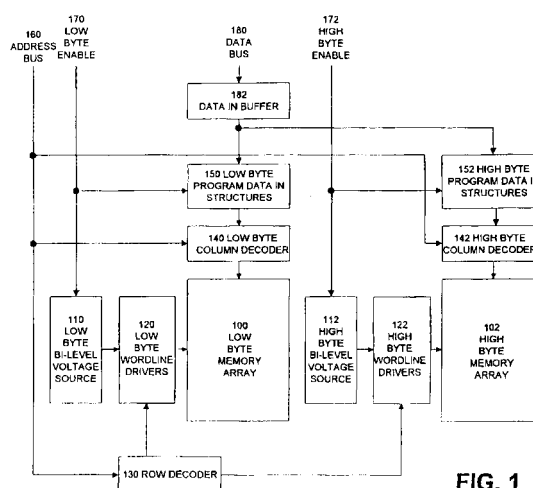 160
ADDRESS
BUS
170
LOW
BYTE
ENABLE
180
DATA
BUS
172
HIGH
BYTE
ENABLE
182
DATA IN BUFFER
150 LOW BYTE
PROGRAM DATA IN
STRUCTURES
152 HIGH BYTE
PROGRAM DATA I
STRUCTURES
140 LOW BYTE
COLUMN DECODER
142 HIGH BYTE
COLUMN DECODER
110
LOW
BYTE
BI-LEVEL
VOLTAGE
SOURCE
120
LOW
BYTE
WORDLINE
DRIVERS
100
LOW
BYTE
MEMORY
ARRAY
112
HIGH
BYTE
BI-LEVEL
VOLTAGE
SOURCE
122
HIGH
BYTE
WORDLINE
DRIVERS
102
HIGH
BYTE
MEMORY
ARRAY
130 ROW DECODER
FIG. 1